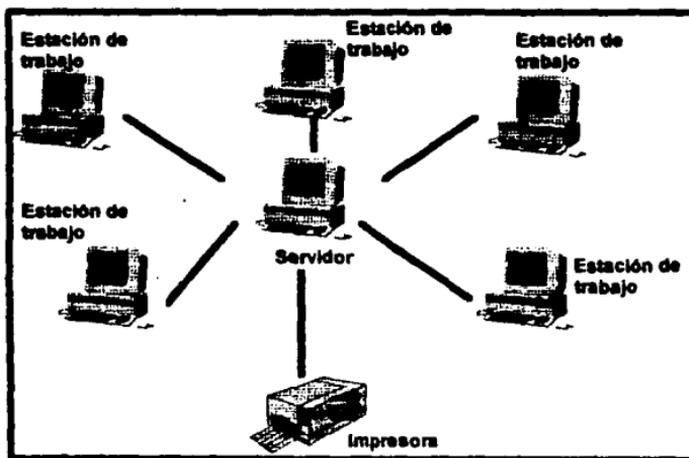 Estación de
trabajo
Estación de
trabajo
Estación de
trabajo
Estación de
trabajo
Servidor
Estación de
trabajo
Impresora